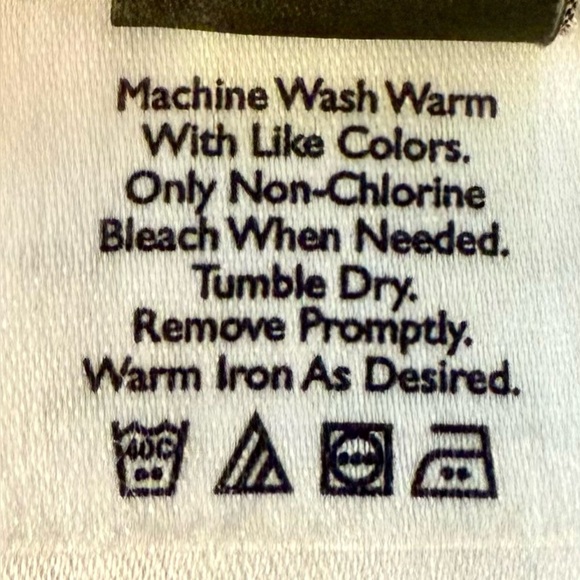 Machine Wash Warm
With Like Colors.
Only Non-Chlorine
Bleach When Needed.
Tumble Dry.
Remove Promptly.
Warm Iron As Desired.
40C